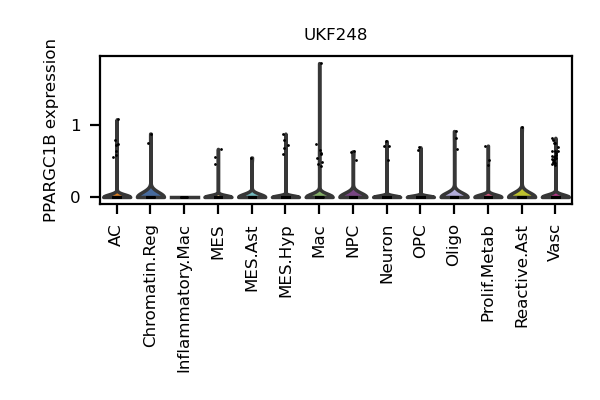 UKF248
PPARGC1B expression
1
0
AC
Chromatin.Reg
Inflammatory.Mac
MES
MES.Ast
MES.Hyp
Mac
NPC
Neuron
OPC
Oligo
Prolif.Metab
Reactive.Ast
Vasc